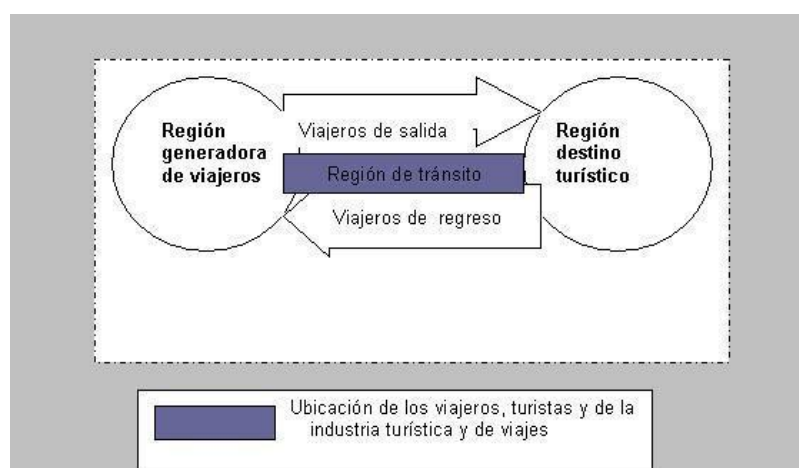 Región
generadora
de viajeros
Viajeros de salida
Región de tránsito
Viajeros de regreso
Región
destino
turístico
Ubicación de los viajeros, turistas y de la
industria turística y de viajes